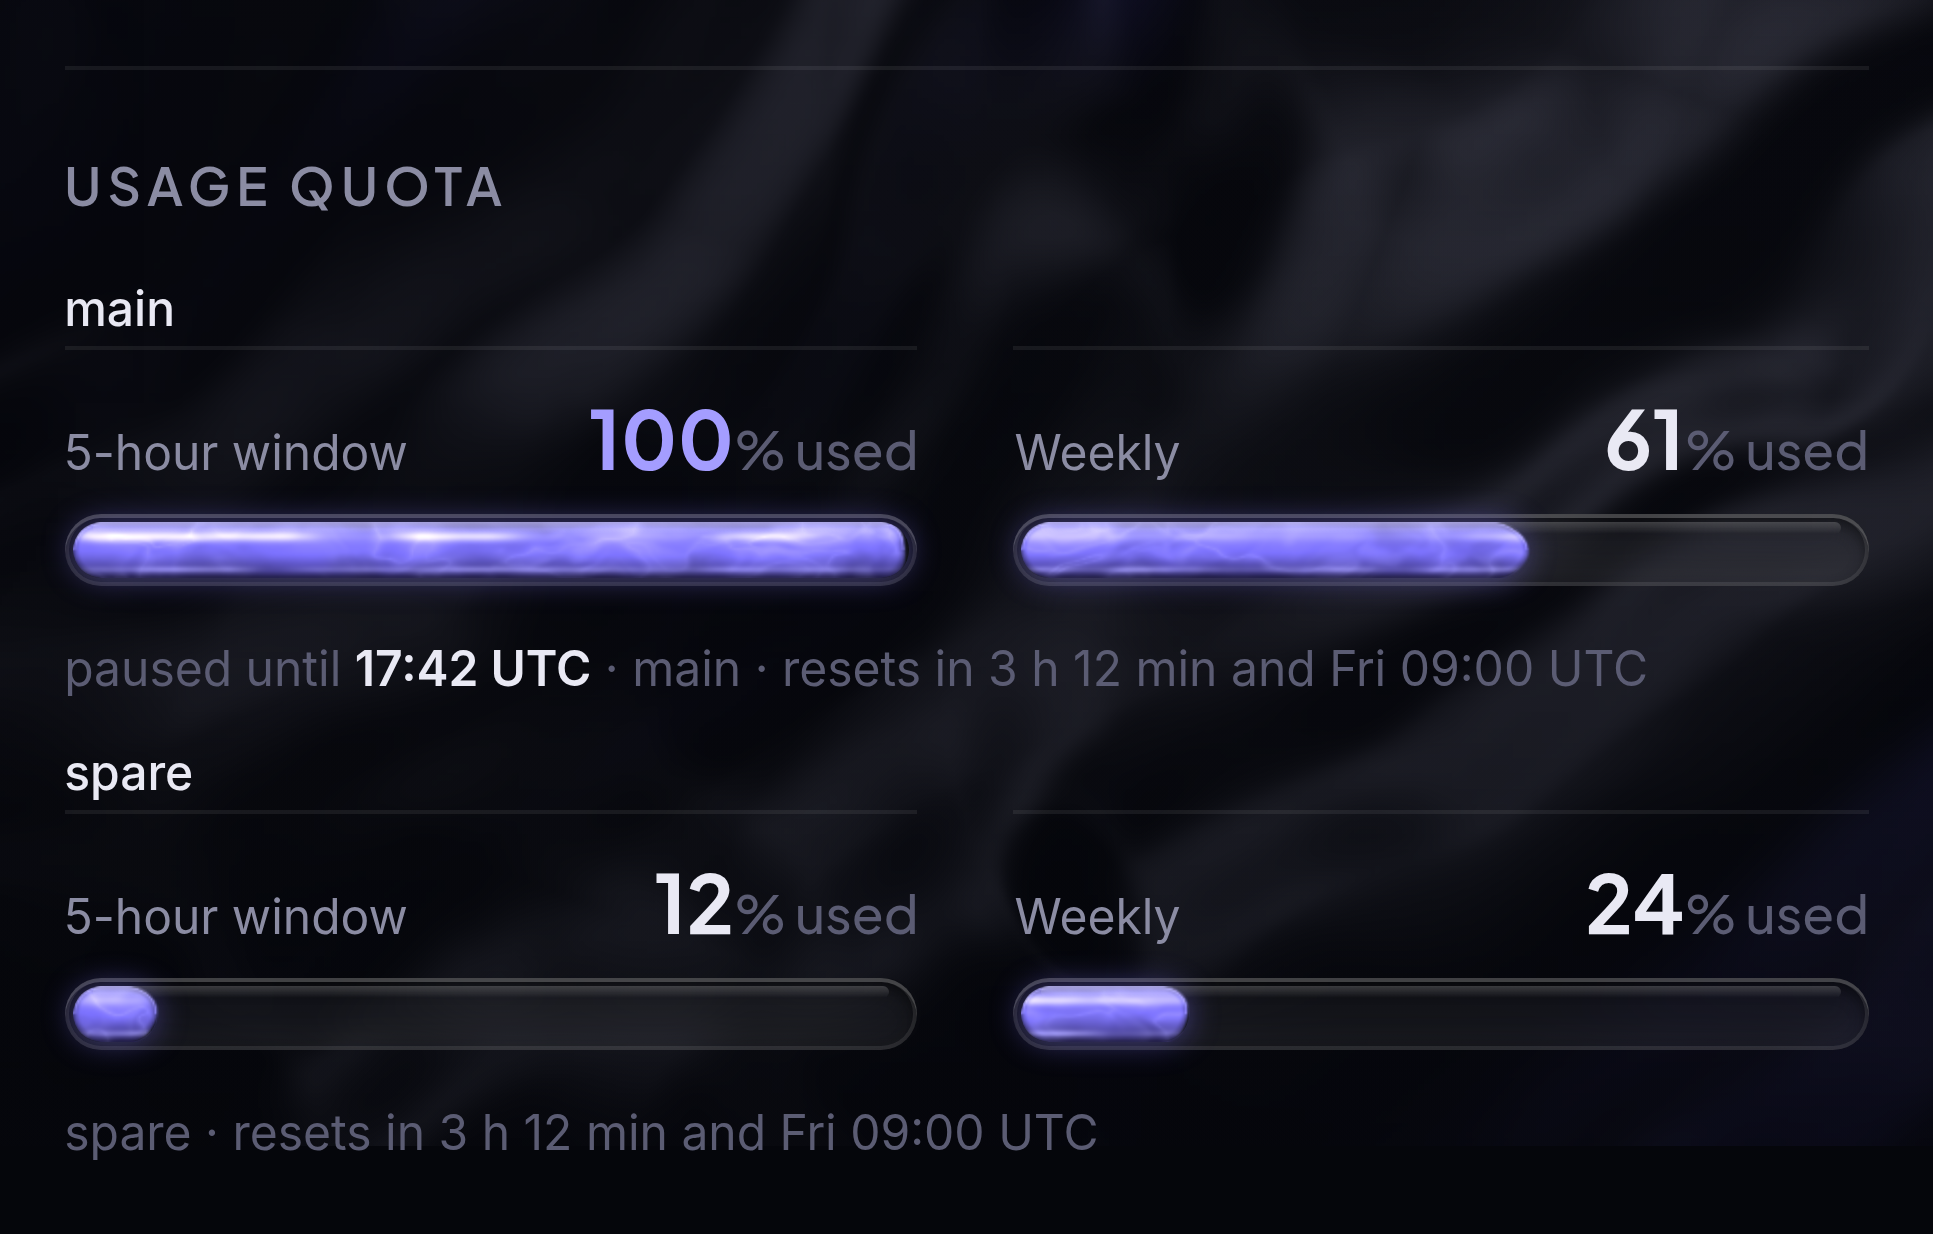 USAGE QUOTA
main
5-hour window 100% used Weekly 61% used
paused until 17:42 UTC · main · resets in 3 h 12 min and Fri 09:00 UTC
spare
5-hour window 12% used Weekly 24% used
spare · resets in 3 h 12 min and Fri 09:00 UTC